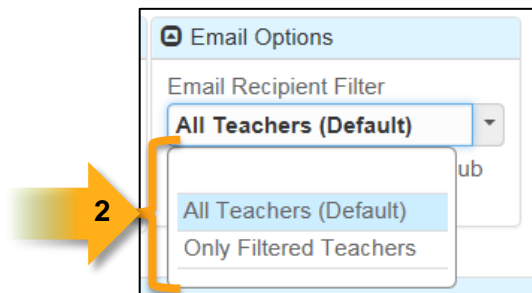 Email Options
Email Recipient Filter
All Teachers (Default)
ub
2
All Teachers (Default)
Only Filtered Teachers